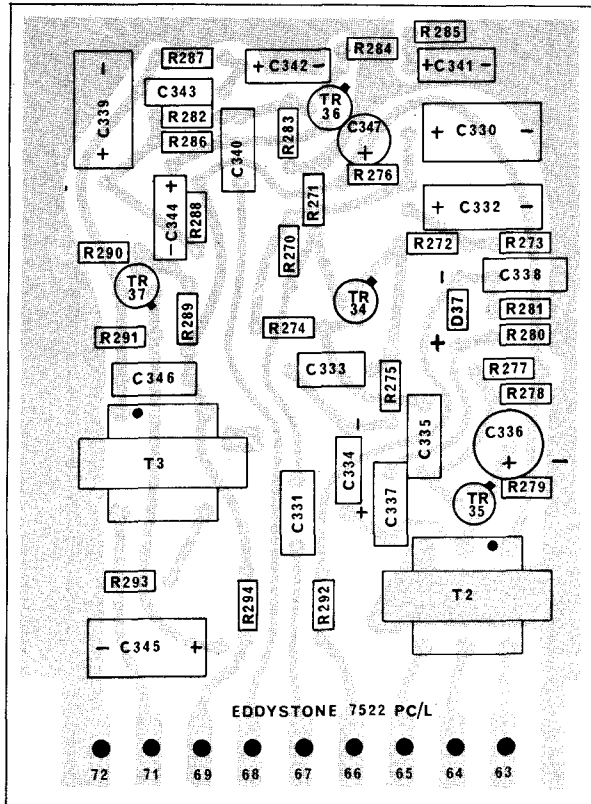 R285
R287
+ C342 -
R284
C339 - +
C343
+ C341 -
R282
TR 36
R286
C340
R283
C347 +
+ C330 -
R276
R271
C344 + -
R288
+ C332 -
R290
R270
R272
R273
TR 37
C338
TR 34
- D37 +
R281
R289
R274
R280
R291
C333
R275
R277
C346
R278
C335
C336 + -
T3
C334 - +
C337
R279
TR 35
C331
R293
R294
R292
T2
- C345 +
EDDYSTONE 7522 PC/L
72 71 69 68 67 66 65 64 63